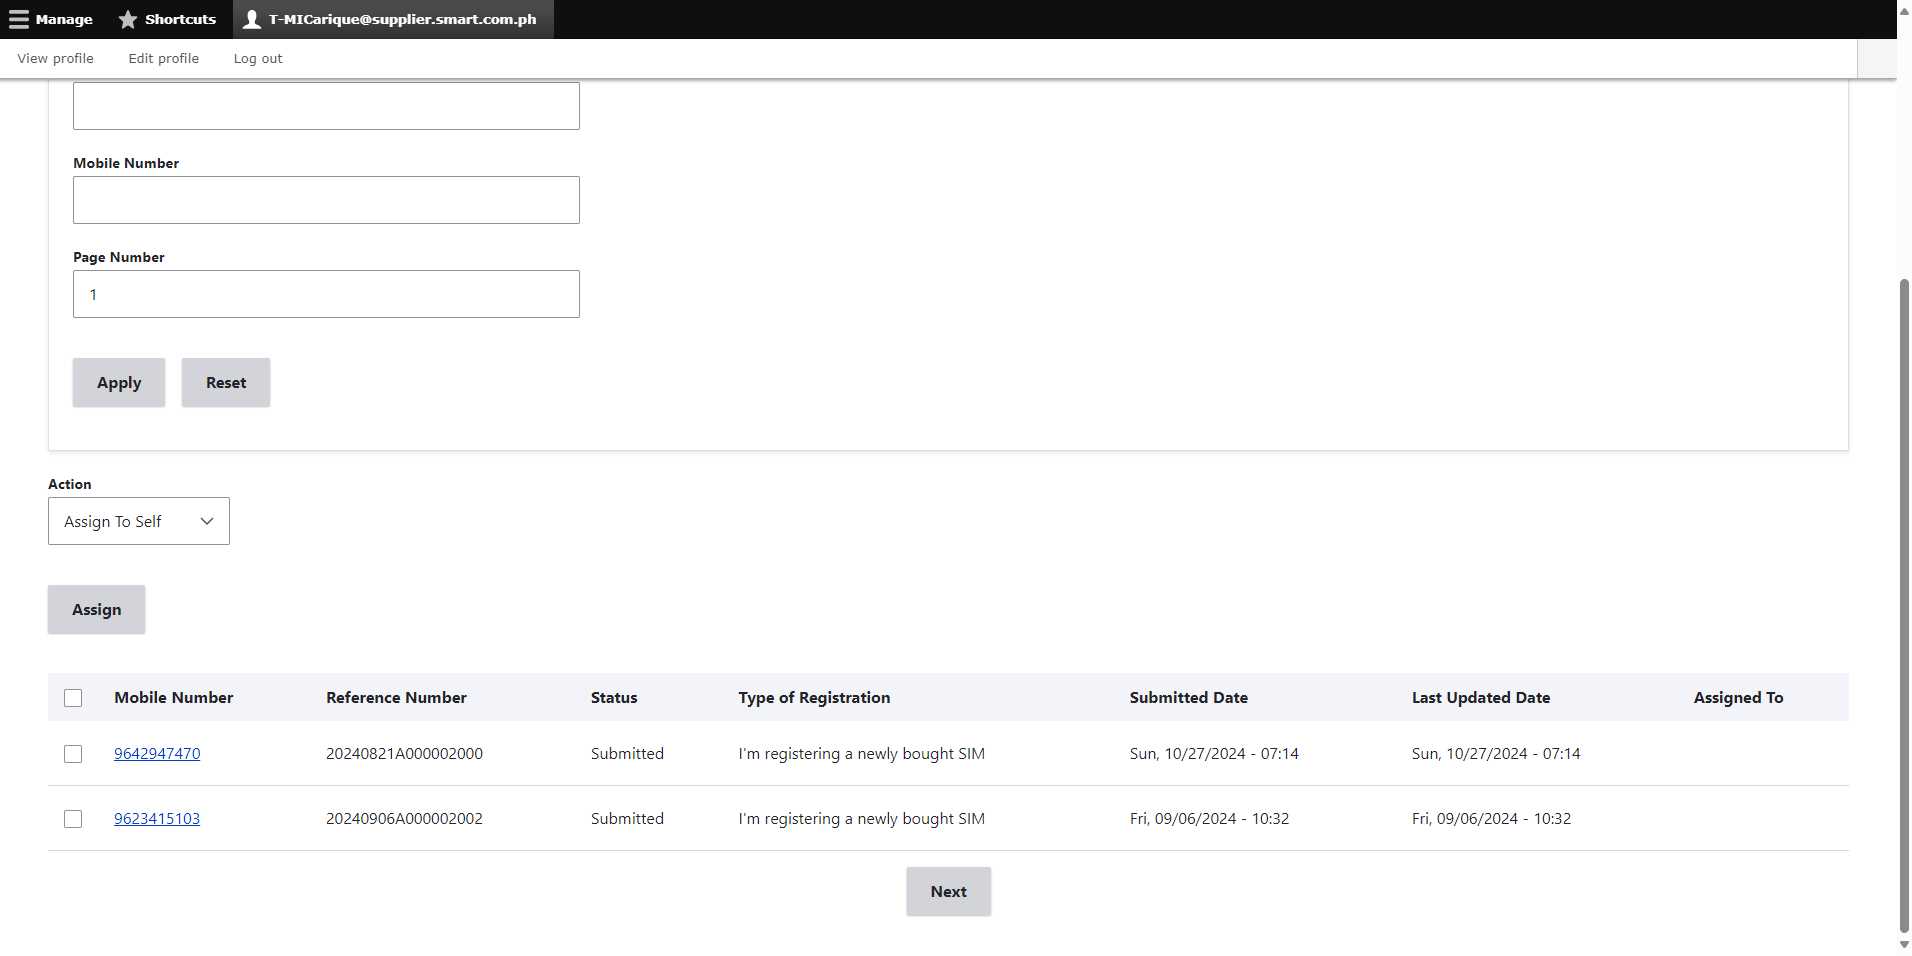 Manage Shortcuts T-MICarique@supplier.smart.com.ph
View profile Edit profile Log out
Mobile Number
Page Number
1
Apply Reset
Action
Assign To Self
Assign
Mobile Number Reference Number Status Type of Registration Submitted Date Last Updated Date Assigned To
9642947470 20240821A000002000 Submitted I'm registering a newly bought SIM Sun, 10/27/2024 - 07:14 Sun, 10/27/2024 - 07:14
9623415103 20240906A000002002 Submitted I'm registering a newly bought SIM Fri, 09/06/2024 - 10:32 Fri, 09/06/2024 - 10:32
Next